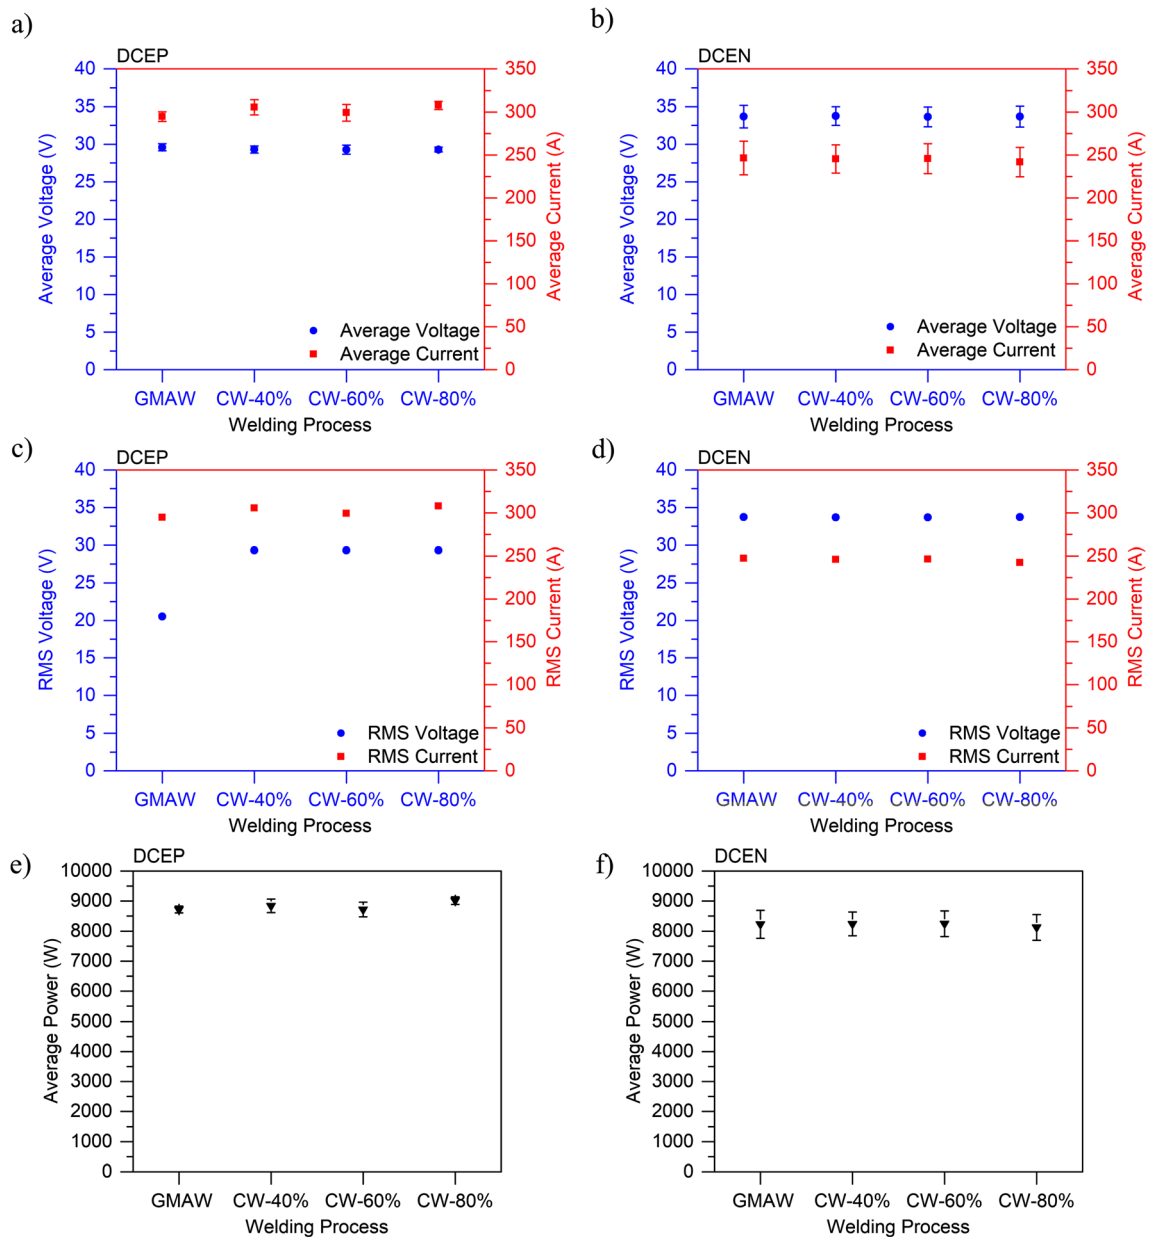 a)
DCEP
40
35
30
25
20
15
10
5
0
Average Voltage (V)
350
300
250
200
150
100
50
0
Average Current (A)
Average Voltage
Average Current
GMAW CW-40% CW-60% CW-80%
Welding Process
b)
DCEN
40
35
30
25
20
15
10
5
0
Average Voltage (V)
350
300
250
200
150
100
50
0
Average Current (A)
Average Voltage
Average Current
GMAW CW-40% CW-60% CW-80%
Welding Process
c)
DCEP
40
35
30
25
20
15
10
5
0
RMS Voltage (V)
350
300
250
200
150
100
50
0
RMS Current (A)
RMS Voltage
RMS Current
GMAW CW-40% CW-60% CW-80%
Welding Process
d)
DCEN
40
35
30
25
20
15
10
5
0
RMS Voltage (V)
350
300
250
200
150
100
50
0
RMS Current (A)
RMS Voltage
RMS Current
GMAW CW-40% CW-60% CW-80%
Welding Process
e)
DCEP
10000
9000
8000
7000
6000
5000
4000
3000
2000
1000
0
Average Power (W)
GMAW CW-40% CW-60% CW-80%
Welding Process
f)
DCEN
10000
9000
8000
7000
6000
5000
4000
3000
2000
1000
0
Average Power (W)
GMAW CW-40% CW-60% CW-80%
Welding Process